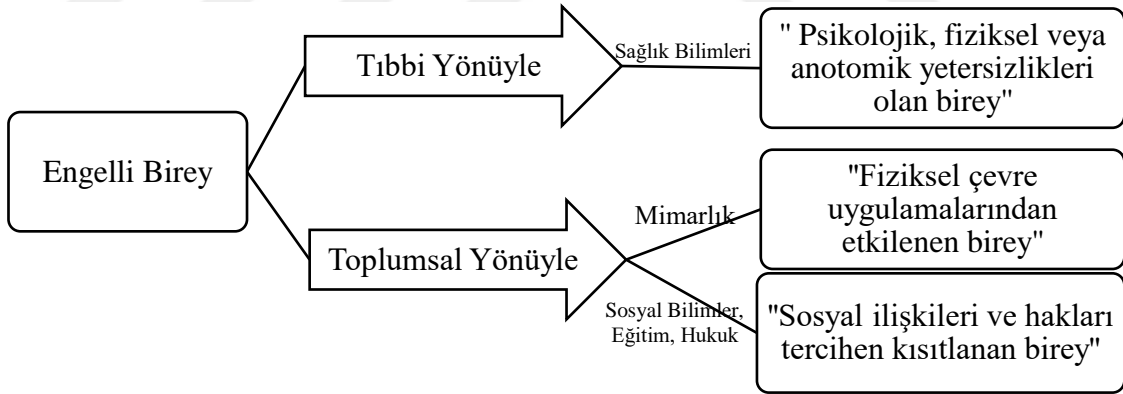 Engelli Birey
Tıbbi Yönüyle
Sağlık Bilimleri
" Psikolojik, fiziksel veya
anotomik yetersizlikleri
olan birey"
Toplumsal Yönüyle
Mimarlık
"Fiziksel çevre
uygulamalarından
etkilenen birey"
Sosyal Bilimler,
Eğitim, Hukuk
"Sosyal ilişkileri ve hakları
tercihen kısıtlanan birey"